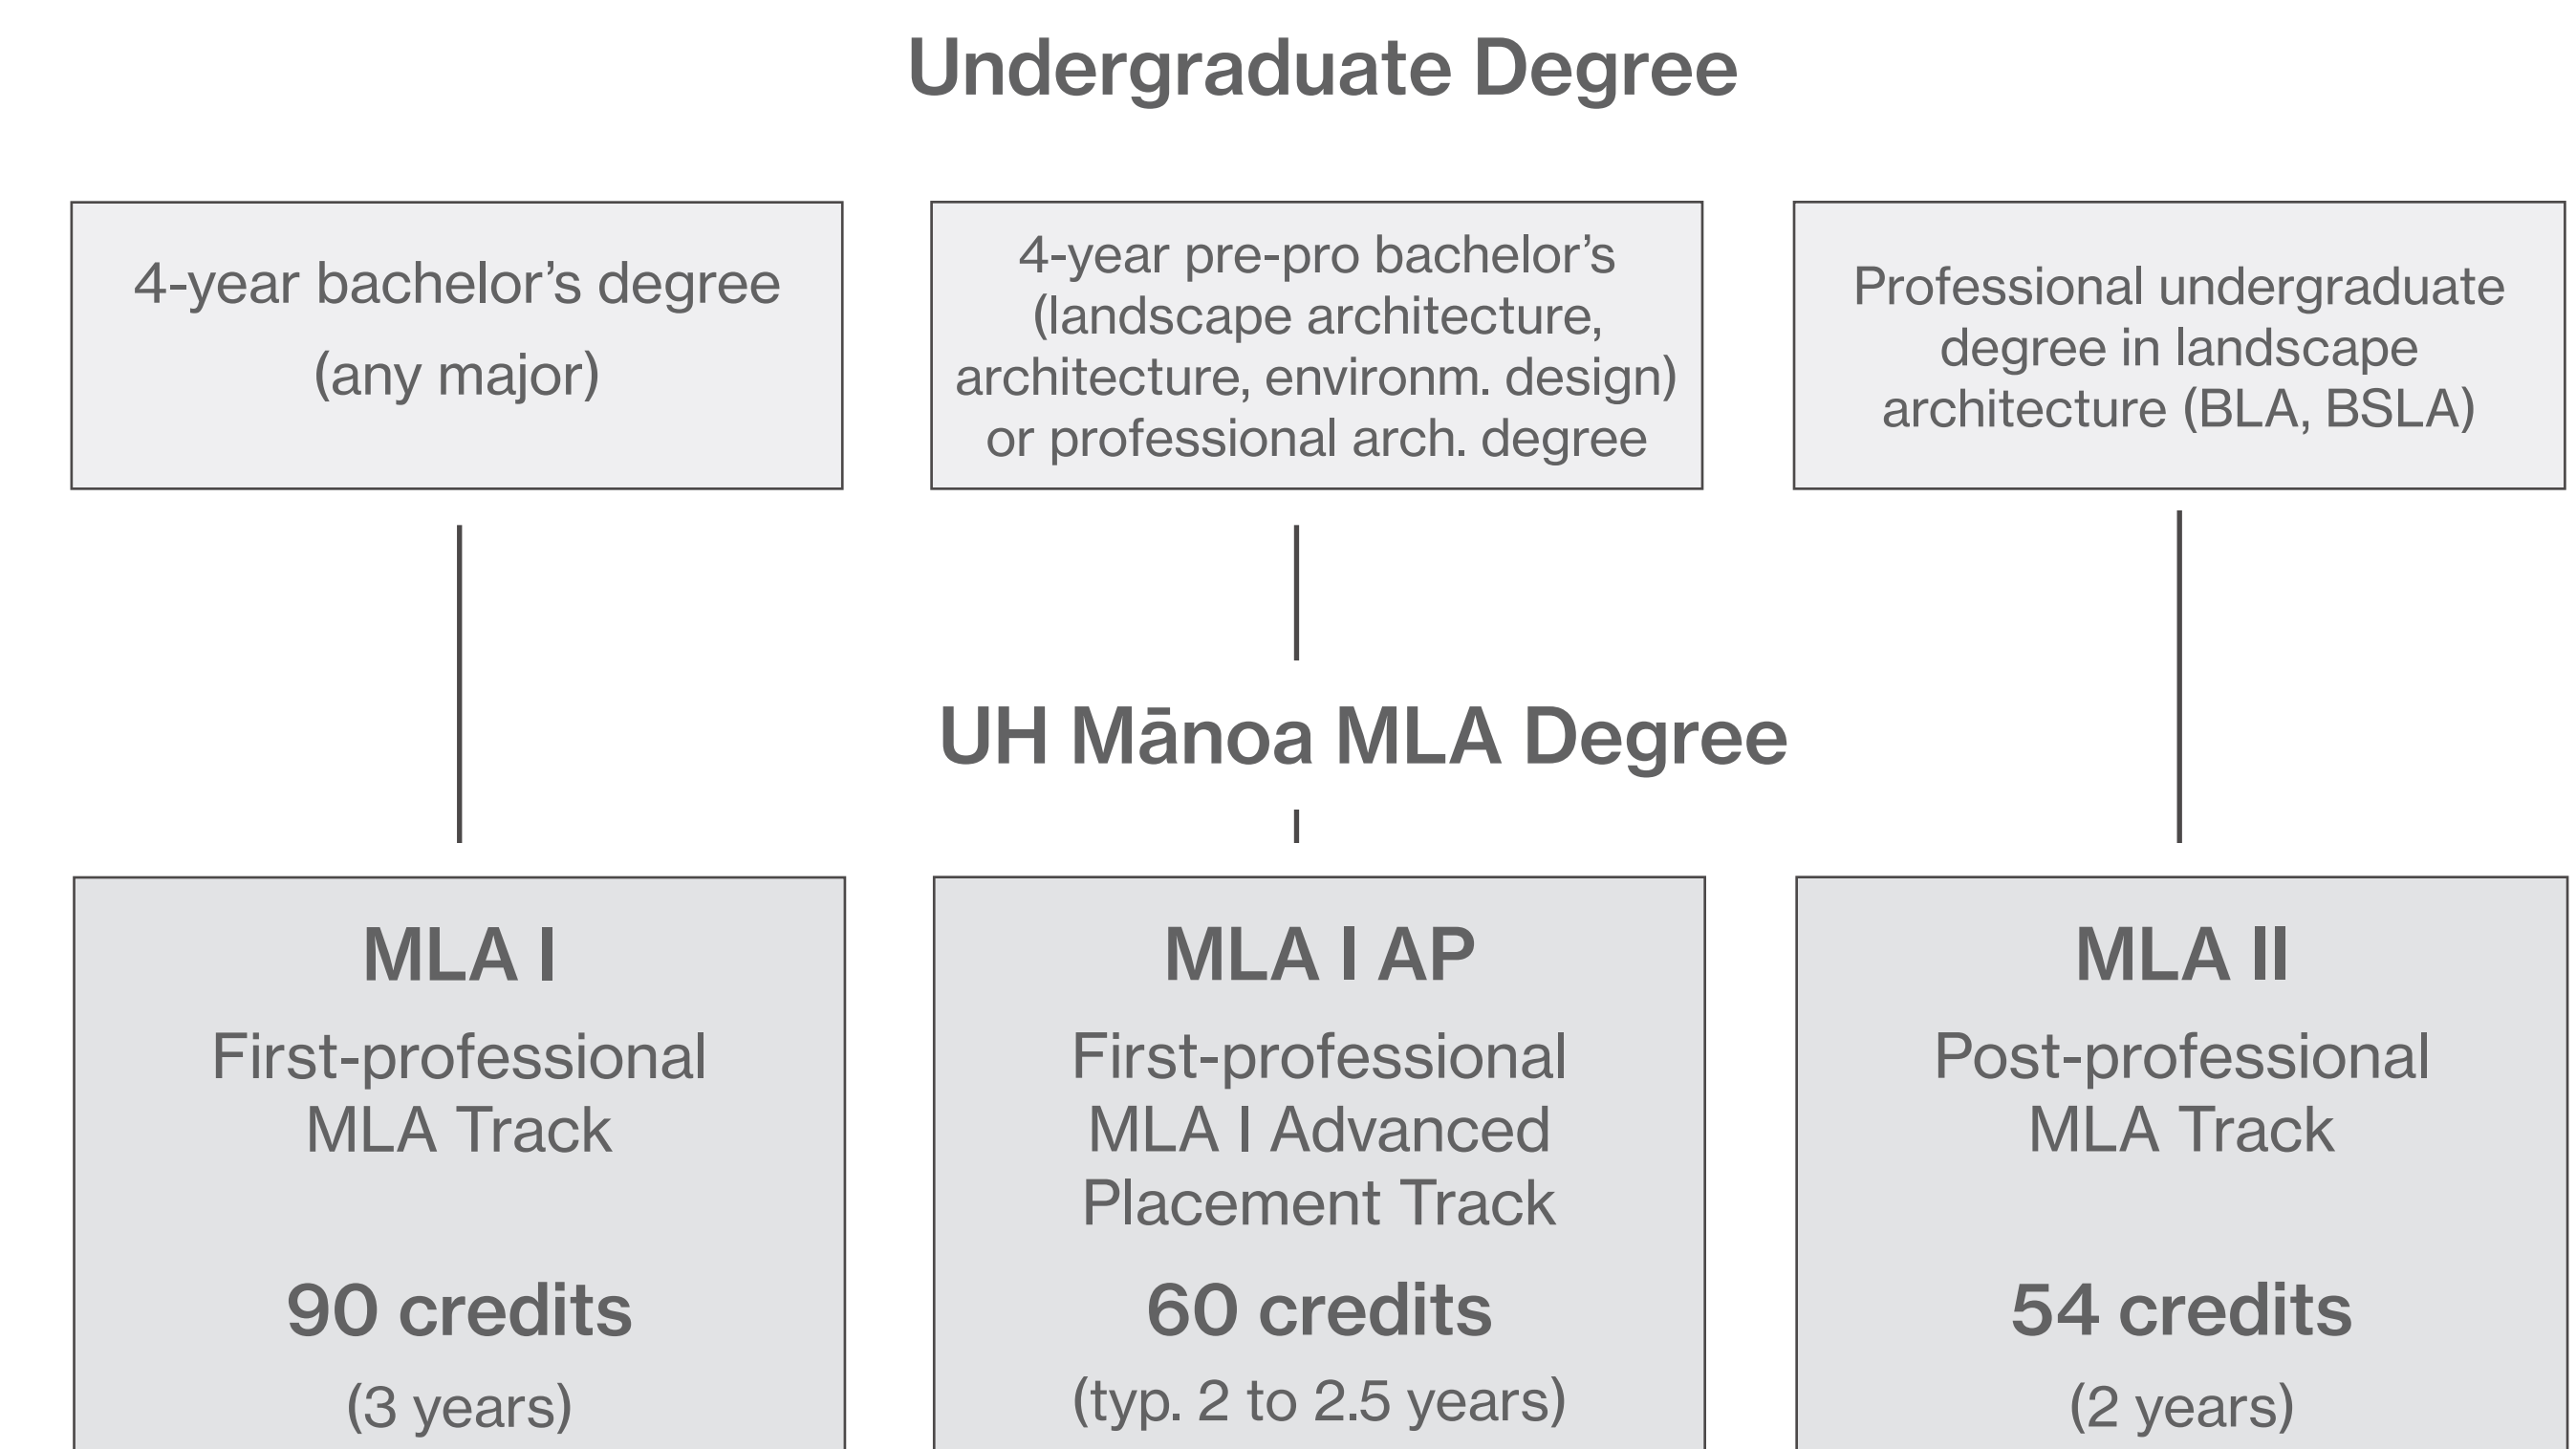 Undergraduate Degree
4-year bachelor’s degree
(any major)
4-year pre-pro bachelor’s
(landscape architecture,
architecture, environm. design)
or professional arch. degree
Professional undergraduate
degree in landscape
architecture (BLA, BSLA)
UH Mānoa MLA Degree
MLA I
First-professional
MLA Track
90 credits
(3 years)
MLA I AP
First-professional
MLA I Advanced
Placement Track
60 credits
(typ. 2 to 2.5 years)
MLA II
Post-professional
MLA Track
54 credits
(2 years)